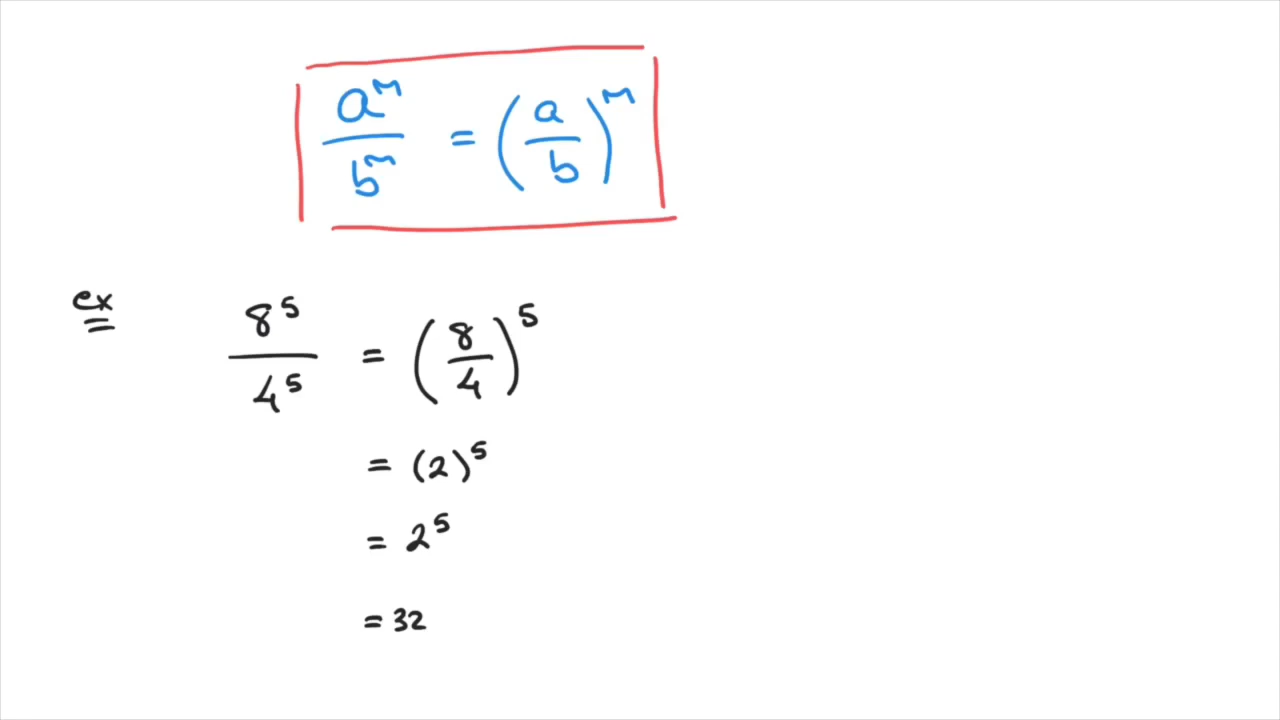 a^m/b^m = (a/b)^m
ex 8^5/4^5 = (8/4)^5
= (2)^5
= 2^5
= 32